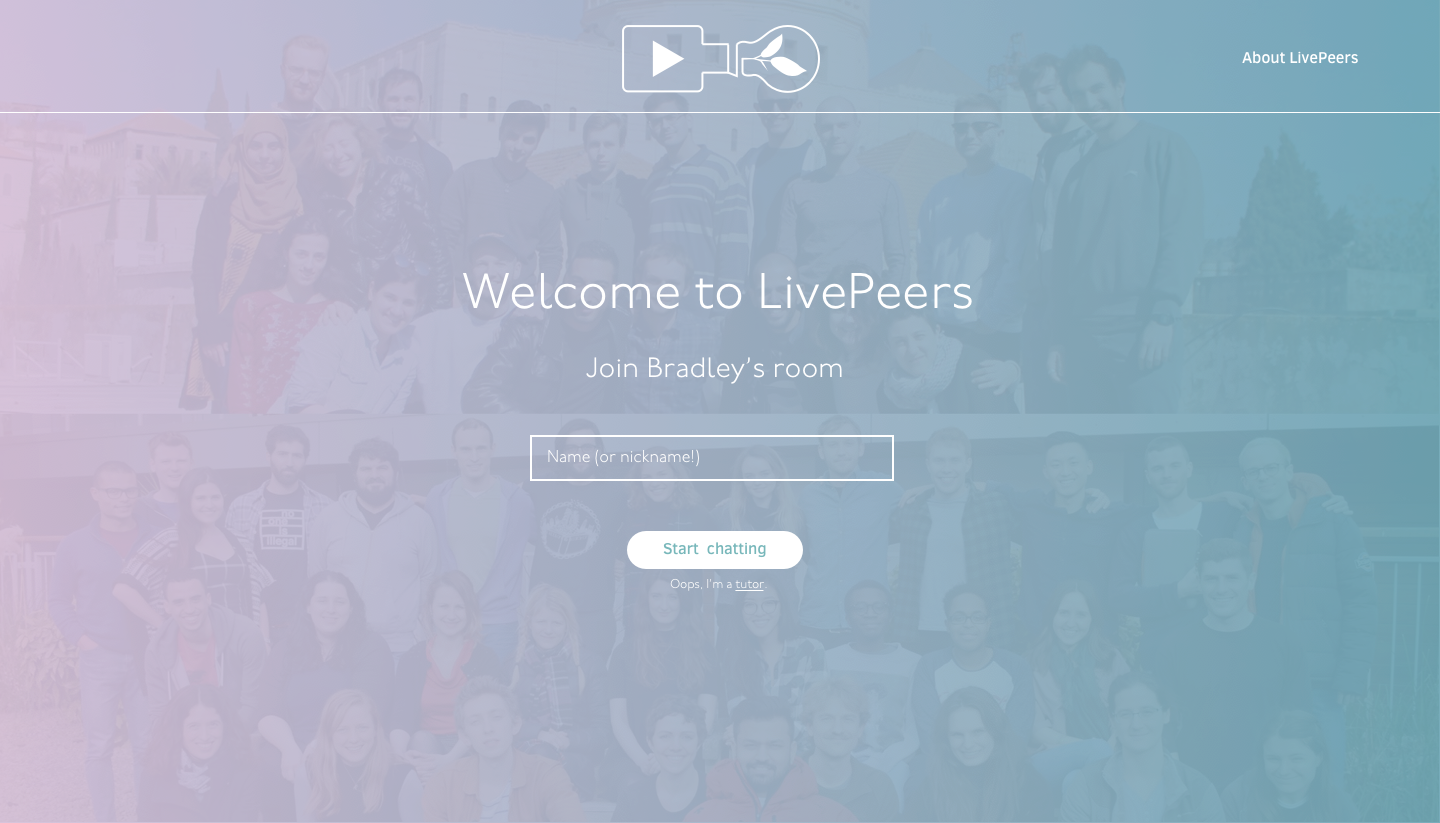 About LivePeers
Welcome to LivePeers
Join Bradley's room
Name (or nickname!)
Start chatting
Oops, I'm a tutor.